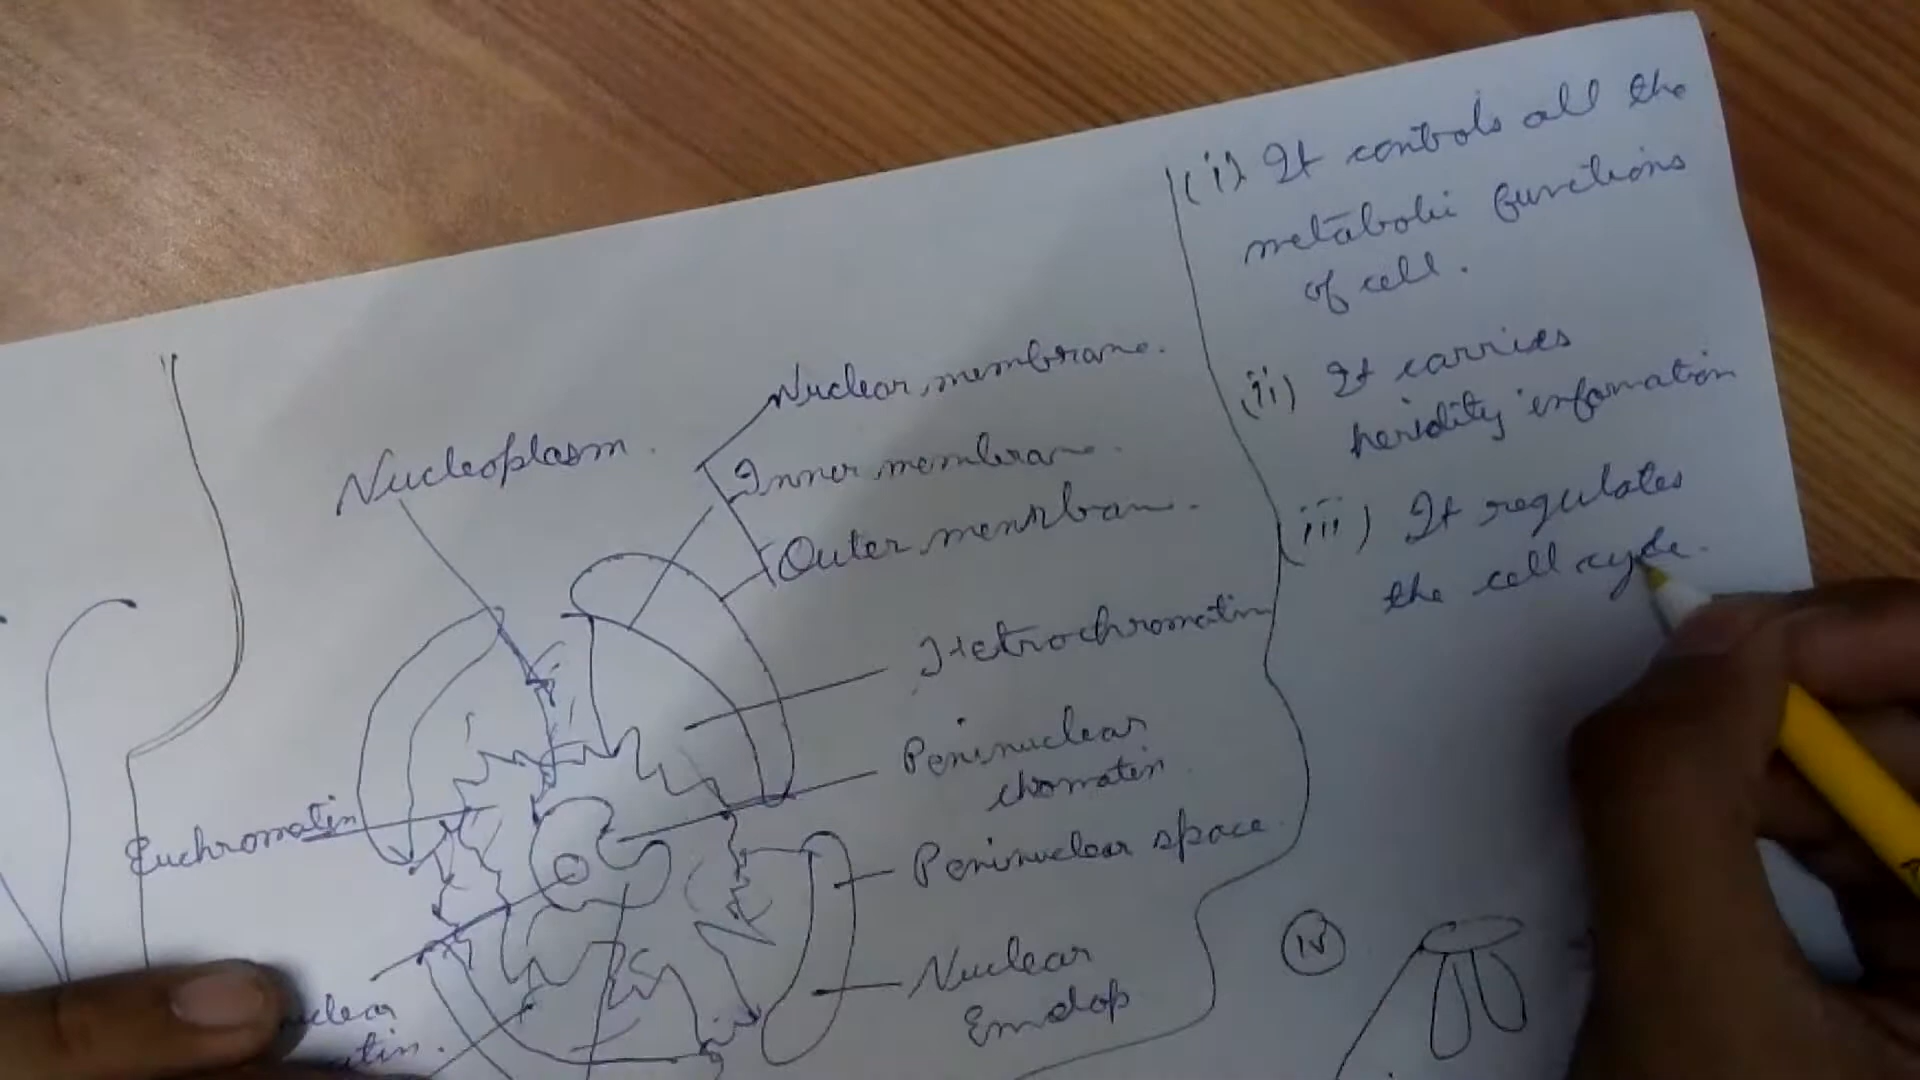 (i) It controls all the
metabolic functions
of cell.
(ii) It carries
heridity information
(iii) It regulates
the cell cycle.
Nuclear membrane.
Nucleoplasm.
Inner membrane.
Outer membrane.
Hetrochromatin
Perinuclear
chromatin
Euchromatin
Perinuclear space
Nuclear
iv